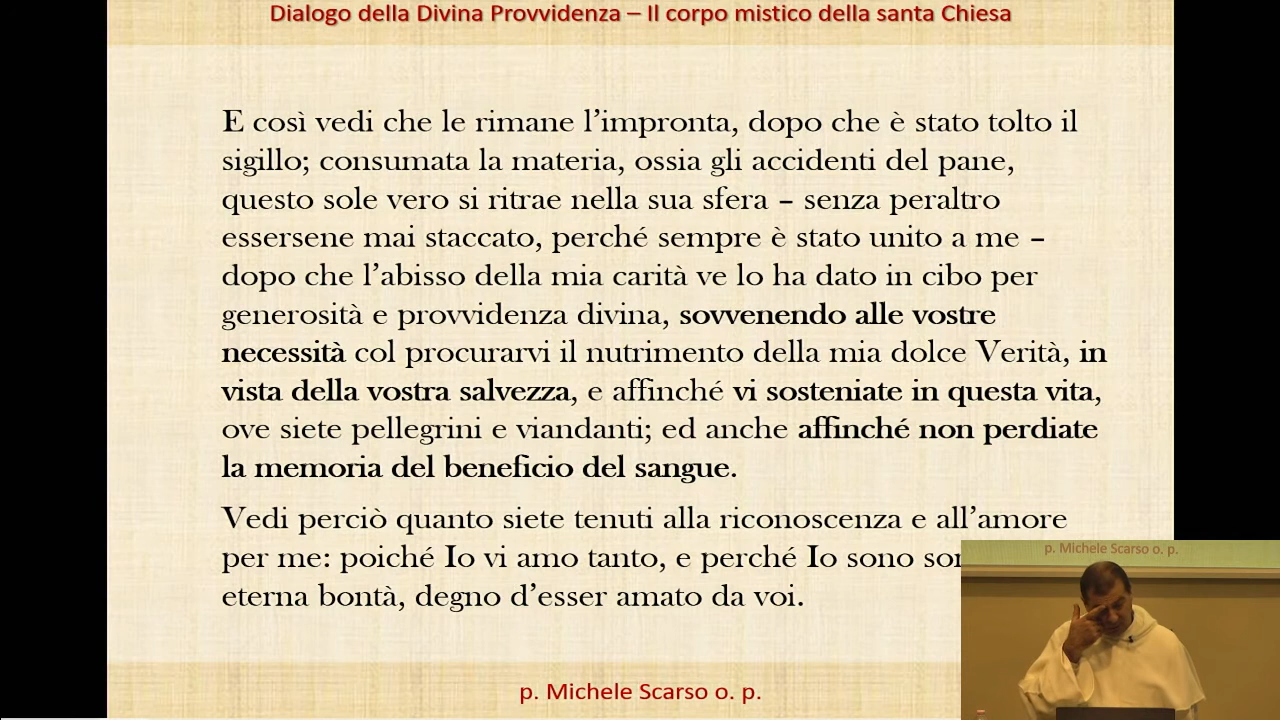 Dialogo della Divina Provvidenza – Il corpo mistico della santa Chiesa
E così vedi che le rimane l’impronta, dopo che è stato tolto il
sigillo; consumata la materia, ossia gli accidenti del pane,
questo sole vero si ritrae nella sua sfera – senza peraltro
essersene mai staccato, perché sempre è stato unito a me –
dopo che l’abisso della mia carità ve lo ha dato in cibo per
generosità e provvidenza divina, sovvenendo alle vostre
necessità col procurarvi il nutrimento della mia dolce Verità, in
vista della vostra salvezza, e affinché vi sosteniate in questa vita,
ove siete pellegrini e viandanti; ed anche affinché non perdiate
la memoria del beneficio del sangue.
Vedi perciò quanto siete tenuti alla riconoscenza e all’amore
per me: poiché Io vi amo tanto, e perché Io sono
eterna bontà, degno d’esser amato da voi.
p. Michele Scarso o. p.
p. Michele Scarso o. p.